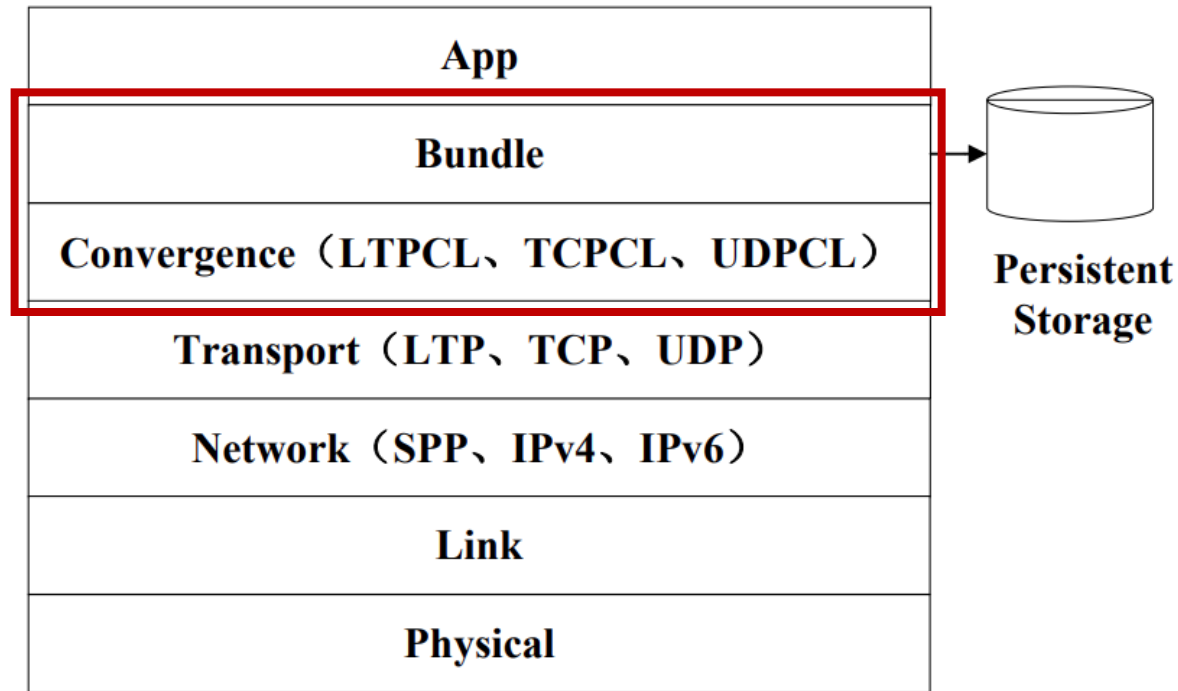 App
Bundle
Convergence（LTPCL、TCPCL、UDPCL）
Persistent
Storage
Transport（LTP、TCP、UDP）
Network（SPP、IPv4、IPv6）
Link
Physical